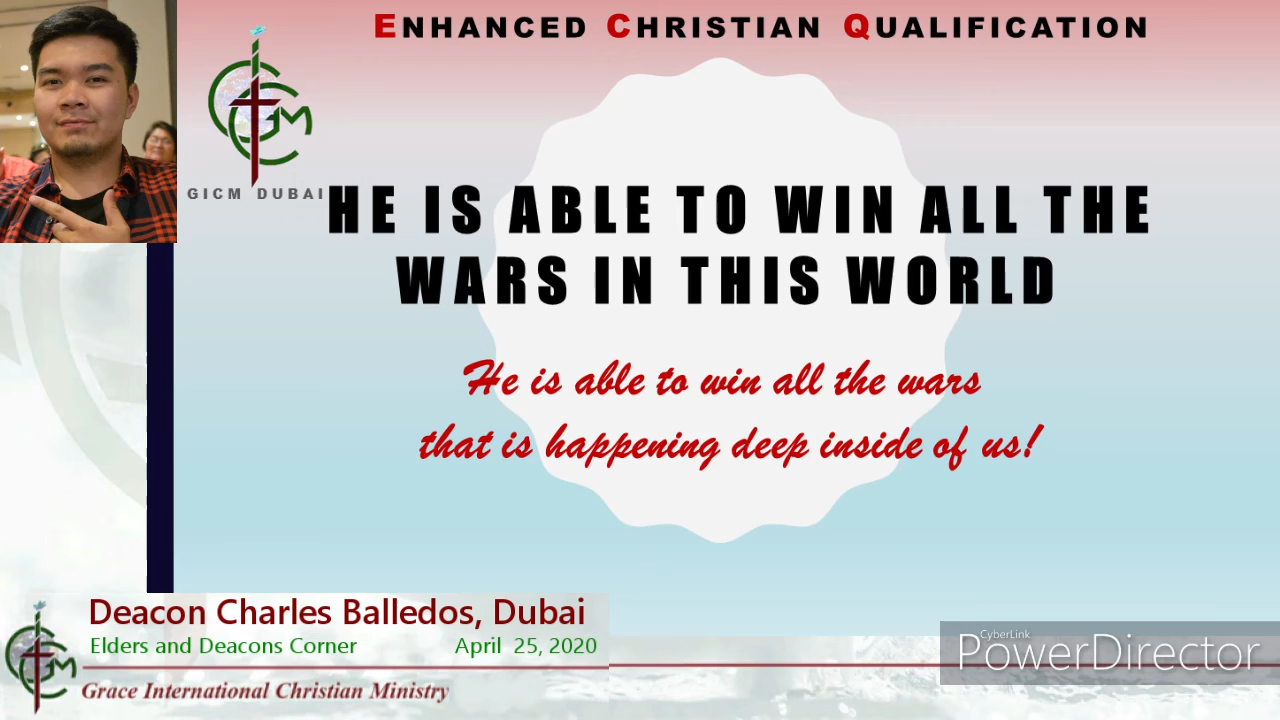 ENHANCED CHRISTIAN QUALIFICATION
GICM DUBAI
HE IS ABLE TO WIN ALL THE
WARS IN THIS WORLD
He is able to win all the wars
that is happening deep inside of us!
Deacon Charles Balledos, Dubai
Elders and Deacons Corner April 25, 2020
Grace International Christian Ministry
CyberLink
PowerDirector